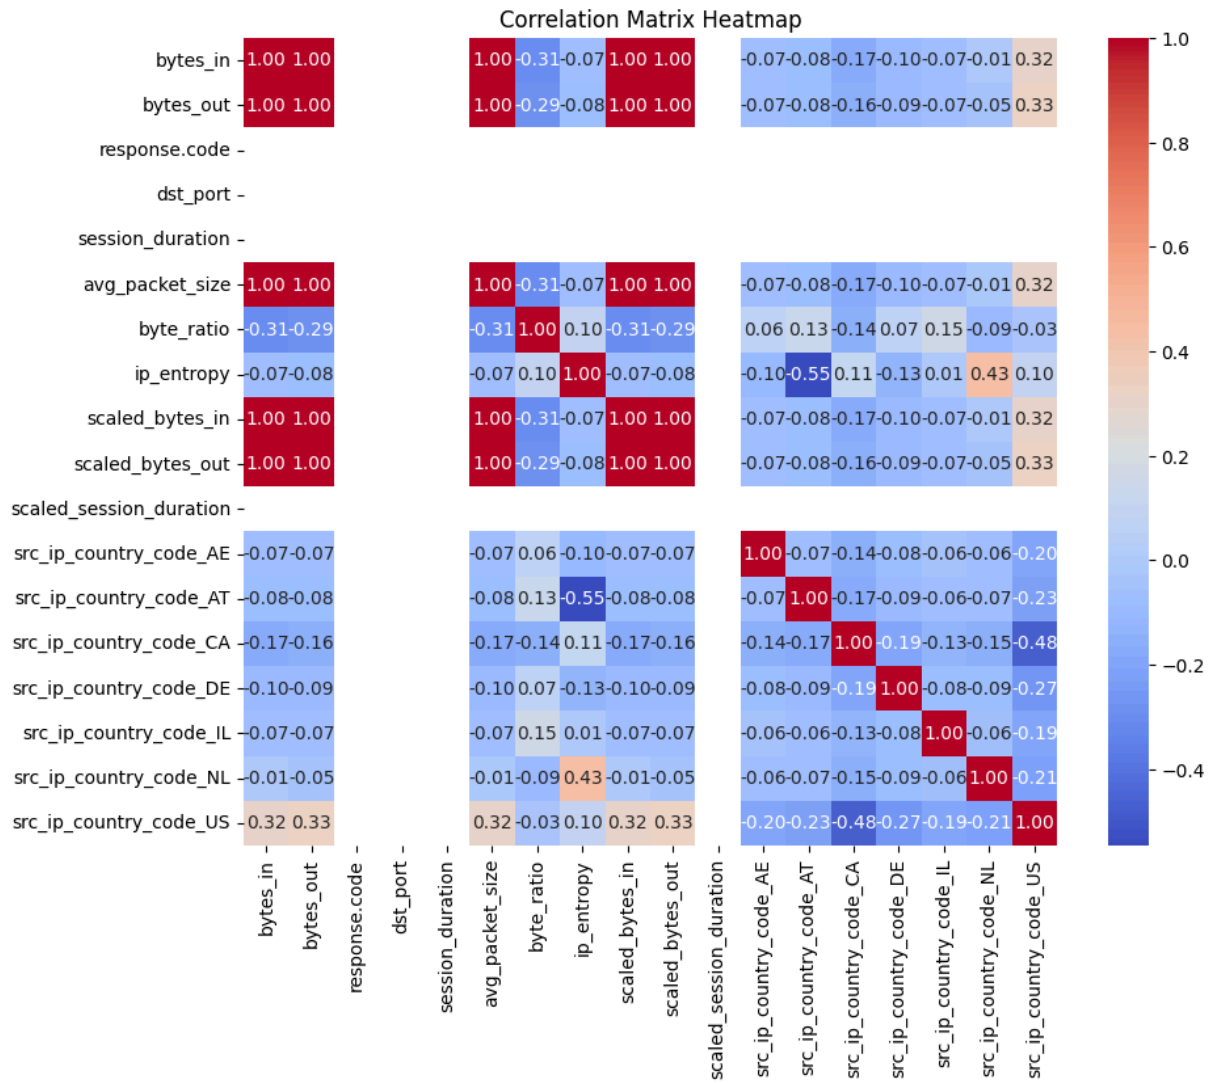 Correlation Matrix Heatmap
bytes_in 1.00 1.00 1.00 -0.31 -0.07 1.00 1.00 -0.07 -0.08 -0.17 -0.10 -0.07 -0.01 0.32
bytes_out 1.00 1.00 1.00 -0.29 -0.08 1.00 1.00 -0.07 -0.08 -0.16 -0.09 -0.07 -0.05 0.33
response.code
dst_port
session_duration
avg_packet_size 1.00 1.00 1.00 -0.31 -0.07 1.00 1.00 -0.07 -0.08 -0.17 -0.10 -0.07 -0.01 0.32
byte_ratio -0.31 -0.29 -0.31 1.00 0.10 -0.31 -0.29 0.06 0.13 -0.14 0.07 0.15 -0.09 -0.03
ip_entropy -0.07 -0.08 -0.07 0.10 1.00 -0.07 -0.08 -0.10 -0.55 0.11 -0.13 0.01 0.43 0.10
scaled_bytes_in 1.00 1.00 1.00 -0.31 -0.07 1.00 1.00 -0.07 -0.08 -0.17 -0.10 -0.07 -0.01 0.32
scaled_bytes_out 1.00 1.00 1.00 -0.29 -0.08 1.00 1.00 -0.07 -0.08 -0.16 -0.09 -0.07 -0.05 0.33
scaled_session_duration
src_ip_country_code_AE -0.07 -0.07 -0.07 0.06 -0.10 -0.07 -0.07 1.00 -0.07 -0.14 -0.08 -0.06 -0.06 -0.20
src_ip_country_code_AT -0.08 -0.08 -0.08 0.13 -0.55 -0.08 -0.08 -0.07 1.00 -0.17 -0.09 -0.06 -0.07 -0.23
src_ip_country_code_CA -0.17 -0.16 -0.17 -0.14 0.11 -0.17 -0.16 -0.14 -0.17 1.00 -0.19 -0.13 -0.15 -0.48
src_ip_country_code_DE -0.10 -0.09 -0.10 0.07 -0.13 -0.10 -0.09 -0.08 -0.09 -0.19 1.00 -0.08 -0.09 -0.27
src_ip_country_code_IL -0.07 -0.07 -0.07 0.15 0.01 -0.07 -0.07 -0.06 -0.06 -0.13 -0.08 1.00 -0.06 -0.19
src_ip_country_code_NL -0.01 -0.05 -0.01 -0.09 0.43 -0.01 -0.05 -0.06 -0.07 -0.15 -0.09 -0.06 1.00 -0.21
src_ip_country_code_US 0.32 0.33 0.32 -0.03 0.10 0.32 0.33 -0.20 -0.23 -0.48 -0.27 -0.19 -0.21 1.00
bytes_in
bytes_out
response.code
dst_port
session_duration
avg_packet_size
byte_ratio
ip_entropy
scaled_bytes_in
scaled_bytes_out
scaled_session_duration
src_ip_country_code_AE
src_ip_country_code_AT
src_ip_country_code_CA
src_ip_country_code_DE
src_ip_country_code_IL
src_ip_country_code_NL
src_ip_country_code_US
1.0
0.8
0.6
0.4
0.2
0.0
−0.2
−0.4